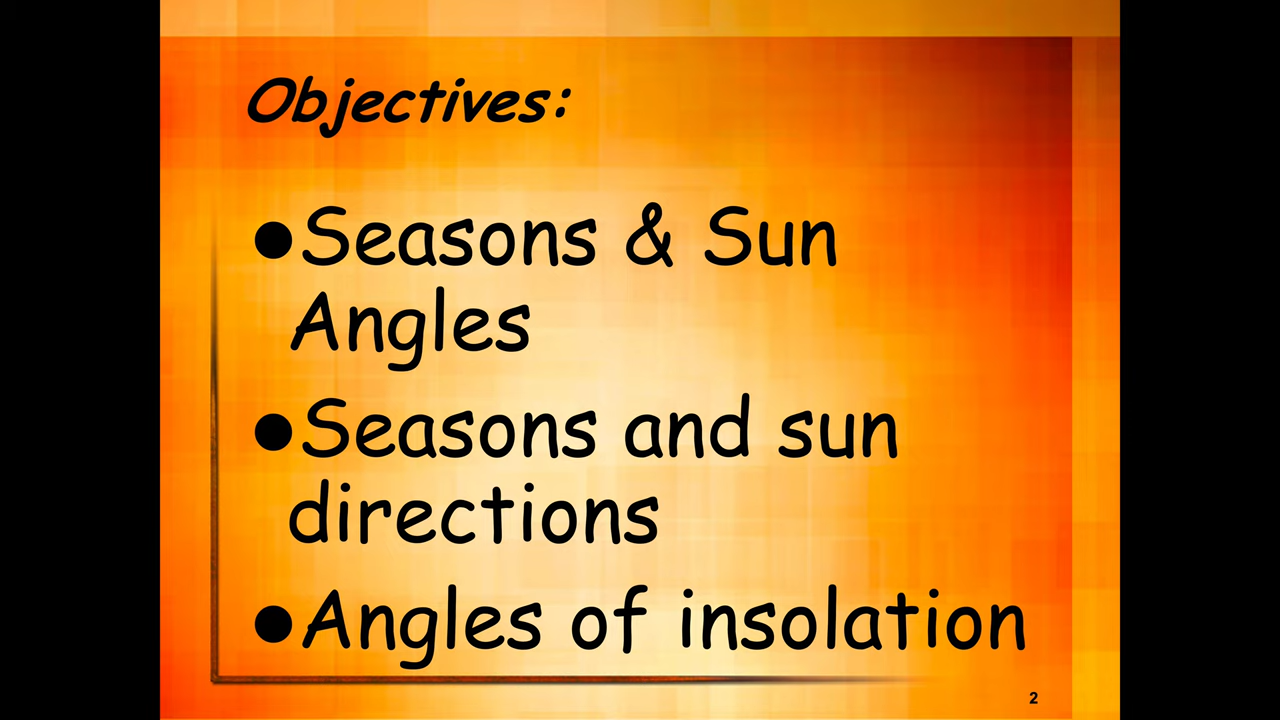 Objectives:
●Seasons & Sun
Angles
●Seasons and sun
directions
●Angles of insolation
2